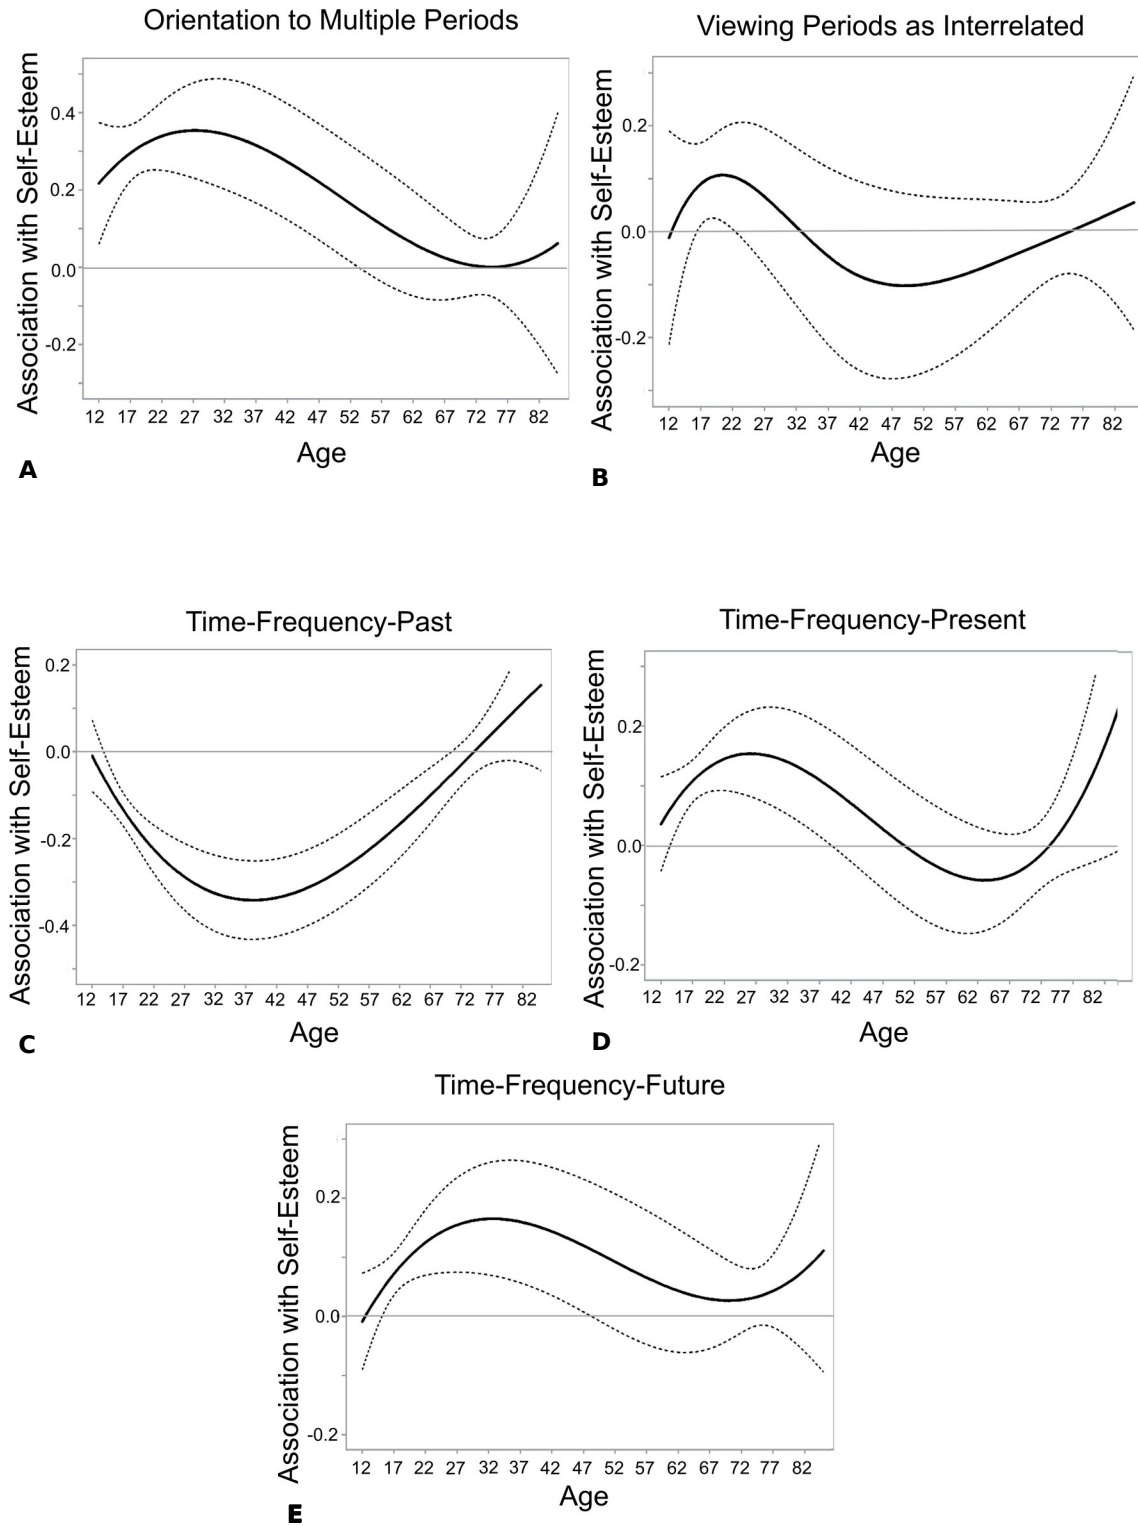 Orientation to Multiple Periods
Association with Self-Esteem
0.4
0.2
0.0
-0.2
12 17 22 27 32 37 42 47 52 57 62 67 72 77 82
Age
A
Viewing Periods as Interrelated
Association with Self-Esteem
0.2
0.0
-0.2
12 17 22 27 32 37 42 47 52 57 62 67 72 77 82
Age
B
Time-Frequency-Past
Association with Self-Esteem
0.2
0.0
-0.2
-0.4
12 17 22 27 32 37 42 47 52 57 62 67 72 77 82
Age
C
Time-Frequency-Present
Association with Self-Esteem
0.2
0.0
-0.2
12 17 22 27 32 37 42 47 52 57 62 67 72 77 82
Age
D
Time-Frequency-Future
Association with Self-Esteem
0.2
0.0
-0.2
12 17 22 27 32 37 42 47 52 57 62 67 72 77 82
Age
E